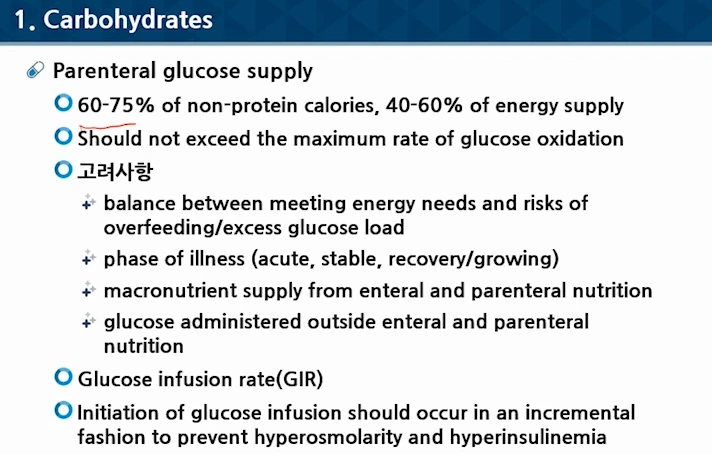 1. Carbohydrates
Parenteral glucose supply
60-75% of non-protein calories, 40-60% of energy supply
Should not exceed the maximum rate of glucose oxidation
고려사항
balance between meeting energy needs and risks of
overfeeding/excess glucose load
phase of illness (acute, stable, recovery/growing)
macronutrient supply from enteral and parenteral nutrition
glucose administered outside enteral and parenteral
nutrition
Glucose infusion rate(GIR)
Initiation of glucose infusion should occur in an incremental
fashion to prevent hyperosmolarity and hyperinsulinemia